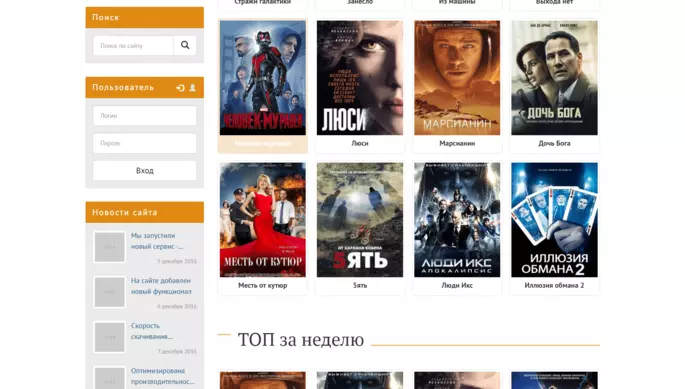 Поиск
Поиск по сайту
Пользователь
Логин
Пароль
Вход
Новости сайта
Мы запустили
новый сервис -...
5 декабря 2016
На сайте добавлен
новый функционал
4 декабря 2016
Скорость
скачивания...
1 декабря 2016
Оптимизирована
производительнос...
Стражи галактики
Занесло
Из машины
Выхода нет
ЧЕЛОВЕК-МУРАВЕЙ
Человек-муравей
ЛЮСИ
Люси
МАРСИАНИН
Марсианин
ДОЧЬ БОГА
Дочь Бога
МЕСТЬ ОТ КУТЮР
Месть от кутюр
5ЯТЬ
5ять
ВЫЖИВЕТ СИЛЬНЕЙШИЙ
ЛЮДИ ИКС
АПОКАЛИПСИС
Люди Икс
ИЛЛЮЗИЯ
ОБМАНА 2
Иллюзия обмана 2
ТОП за неделю